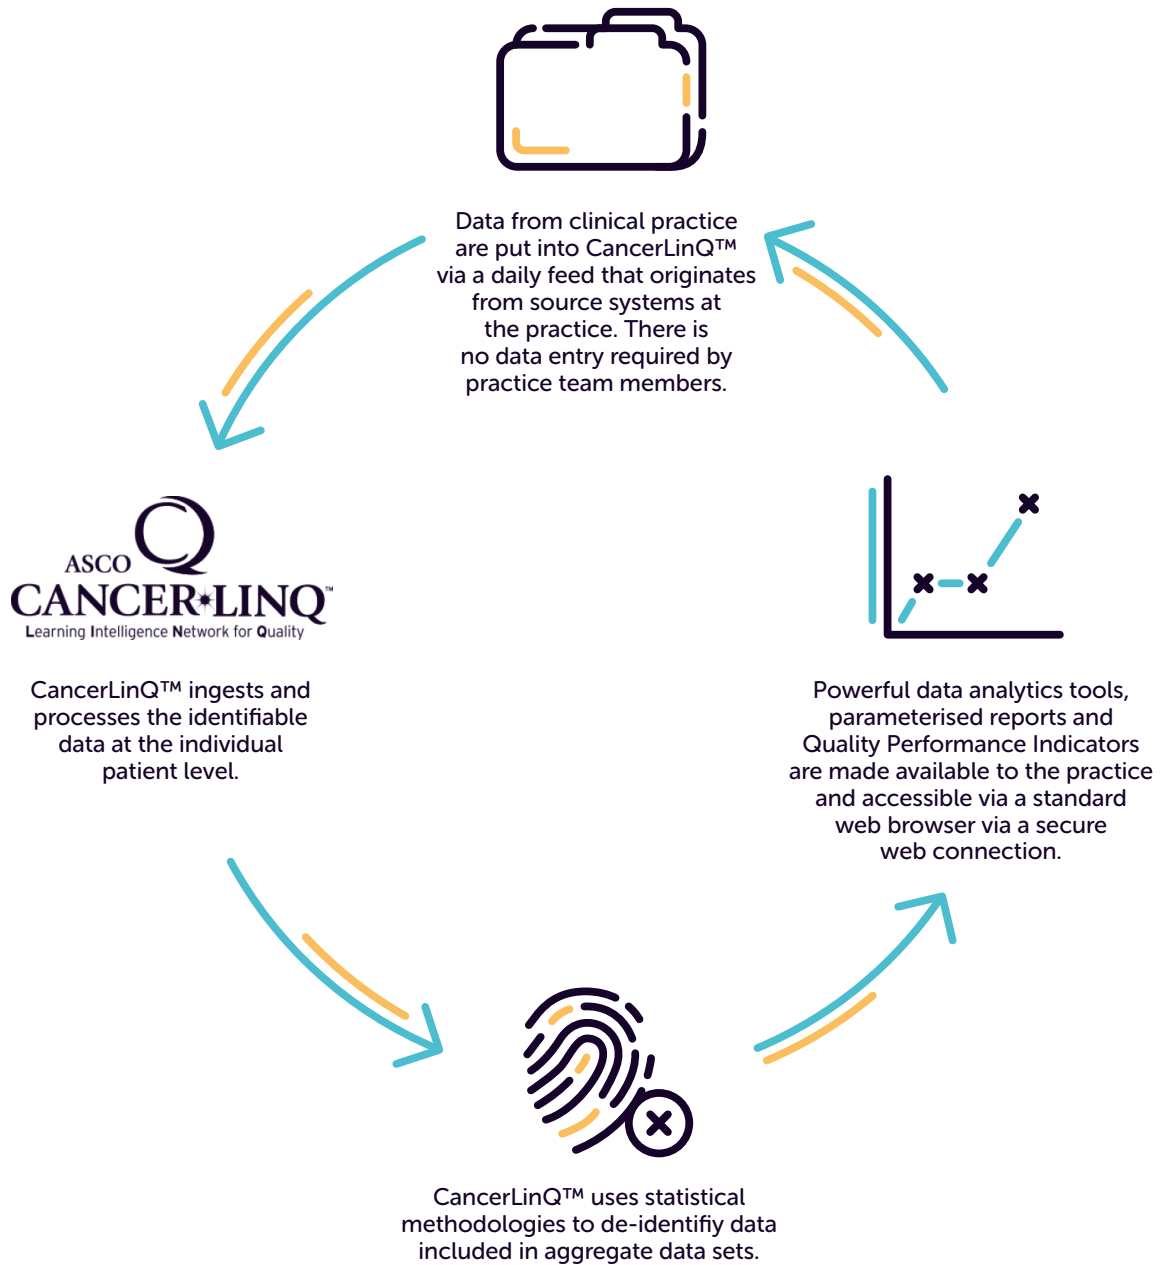 Data from clinical practice
are put into CancerLinQ™
via a daily feed that originates
from source systems at
the practice. There is
no data entry required by
practice team members.
ASCO
CANCER LINQ™
Learning Intelligence Network for Quality
CancerLinQ™ ingests and
processes the identifiable
data at the individual
patient level.
Powerful data analytics tools,
parameterised reports and
Quality Performance Indicators
are made available to the practice
and accessible via a standard
web browser via a secure
web connection.
CancerLinQ™ uses statistical
methodologies to de-identifiy data
included in aggregate data sets.